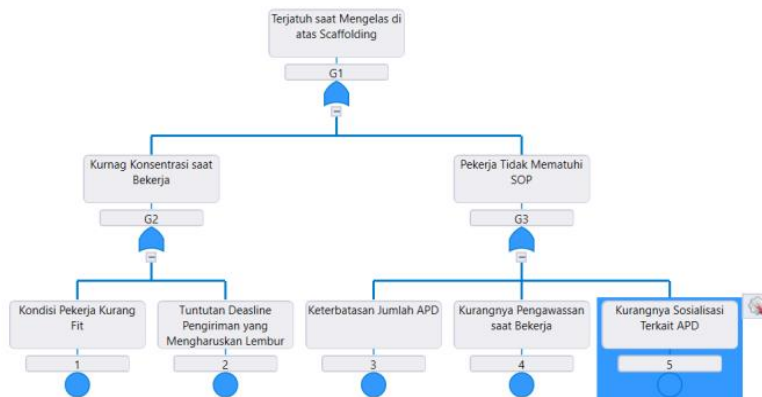 Terjatuh saat Mengelas di
atas Scaffolding
G1
Kurnag Konsentrasi saat
Bekerja
G2
Pekerja Tidak Mematuhi
SOP
G3
Kondisi Pekerja Kurang
Fit
1
Tuntutan Deasline
Pengiriman yang
Mengharuskan Lembur
2
Keterbatasan Jumlah APD
3
Kurangnya Pengawassan
saat Bekerja
4
Kurangnya Sosialisasi
Terkait APD
5